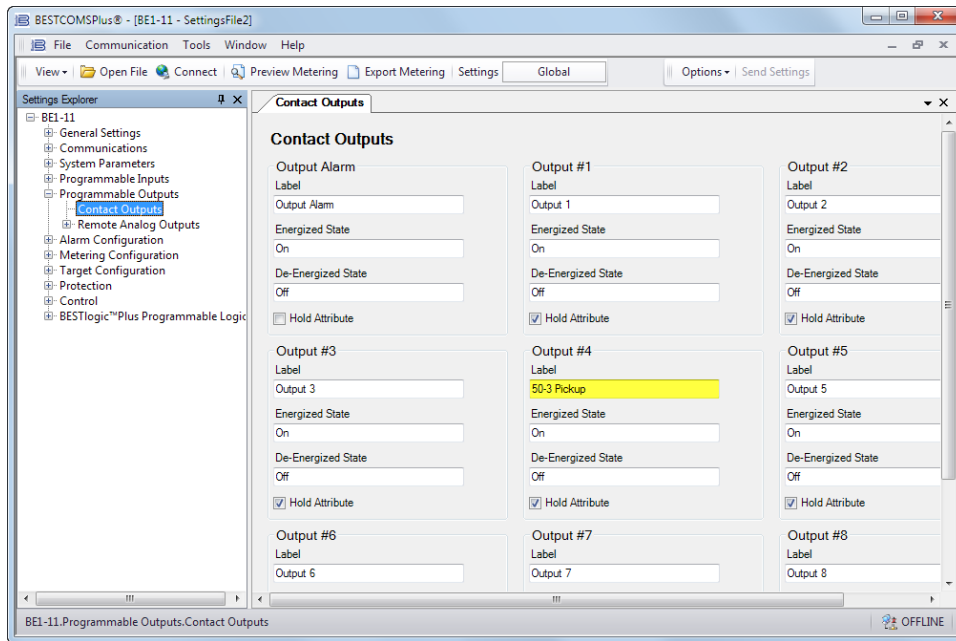 BESTCOMSPlus® - [BE1-11 - SettingsFile2]
File Communication Tools Window Help
View Open File Connect Preview Metering Export Metering Settings Global Options Send Settings
Settings Explorer
BE1-11
General Settings
Communications
System Parameters
Programmable Inputs
Programmable Outputs
Contact Outputs
Remote Analog Outputs
Alarm Configuration
Metering Configuration
Target Configuration
Protection
Control
BESTlogic™Plus Programmable Logic
Contact Outputs
Contact Outputs
Output Alarm
Label
Output Alarm
Energized State
On
De-Energized State
Off
Hold Attribute
Output #1
Label
Output 1
Energized State
On
De-Energized State
Off
Hold Attribute
Output #2
Label
Output 2
Energized State
On
De-Energized State
Off
Hold Attribute
Output #3
Label
Output 3
Energized State
On
De-Energized State
Off
Hold Attribute
Output #4
Label
50-3 Pickup
Energized State
On
De-Energized State
Off
Hold Attribute
Output #5
Label
Output 5
Energized State
On
De-Energized State
Off
Hold Attribute
Output #6
Label
Output 6
Output #7
Label
Output 7
Output #8
Label
Output 8
BE1-11.Programmable Outputs.Contact Outputs
OFFLINE